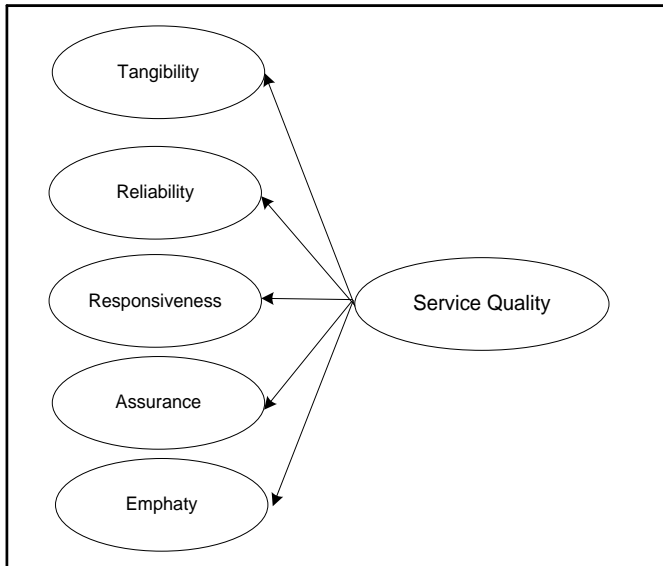 Tangibility
Reliability
Responsiveness
Service Quality
Assurance
Emphaty